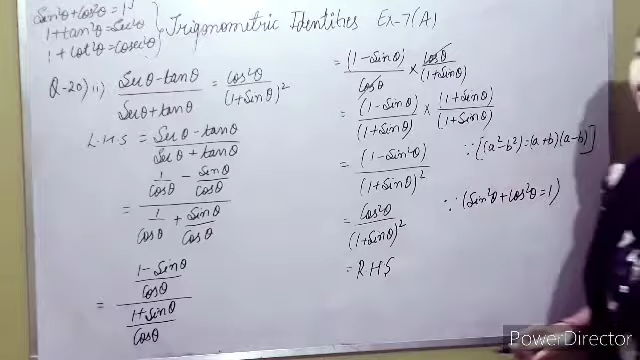 Sin²θ+Cos²θ=1
1+tan²θ=Sec²θ
1+Cot²θ=Cosec²θ
} Trigonometric Identities Ex-7(A)
Q-20) ii) (Secθ-tanθ)/(Secθ+tanθ) = Cos²θ/(1+Sinθ)²
L.H.S = (Secθ-tanθ)/(Secθ+tanθ)
= (1/Cosθ - Sinθ/Cosθ)/(1/Cosθ + Sinθ/Cosθ)
= ((1-Sinθ)/Cosθ)/((1+Sinθ)/Cosθ)
= (1-Sinθ)/Cosθ × Cosθ/(1+Sinθ)
= (1-Sinθ)/(1+Sinθ) × (1+Sinθ)/(1+Sinθ)
= (1-Sin²θ)/(1+Sinθ)² ∵[(a²-b²)=(a+b)(a-b)]
= Cos²θ/(1+Sinθ)² ∵(Sin²θ+Cos²θ=1)
= R.H.S
POWERED BY
PowerDirector